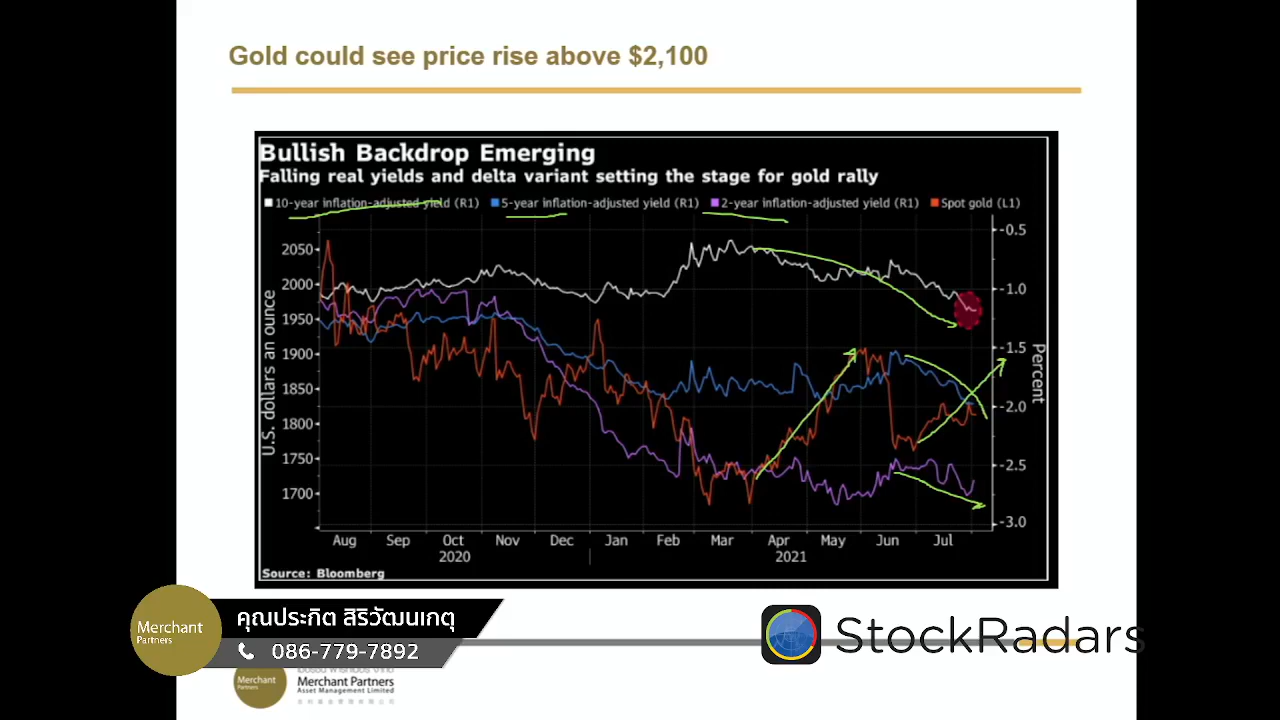 Gold could see price rise above $2,100
Bullish Backdrop Emerging
Falling real yields and delta variant setting the stage for gold rally
10-year inflation-adjusted yield (R1) 5-year inflation-adjusted yield (R1) 2-year inflation-adjusted yield (R1) Spot gold (L1)
U.S. dollars an ounce
2050
2000
1950
1900
1850
1800
1750
1700
-0.5
-1.0
-1.5
-2.0
-2.5
-3.0
Percent
Aug Sep Oct Nov Dec Jan Feb Mar Apr May Jun Jul
2020 2021
Source: Bloomberg
Merchant
Partners
คุณประกิต สิริวัฒนเกตุ
086-779-7892
StockRadars
Merchant
Partners
Merchant Partners
Asset Management Limited